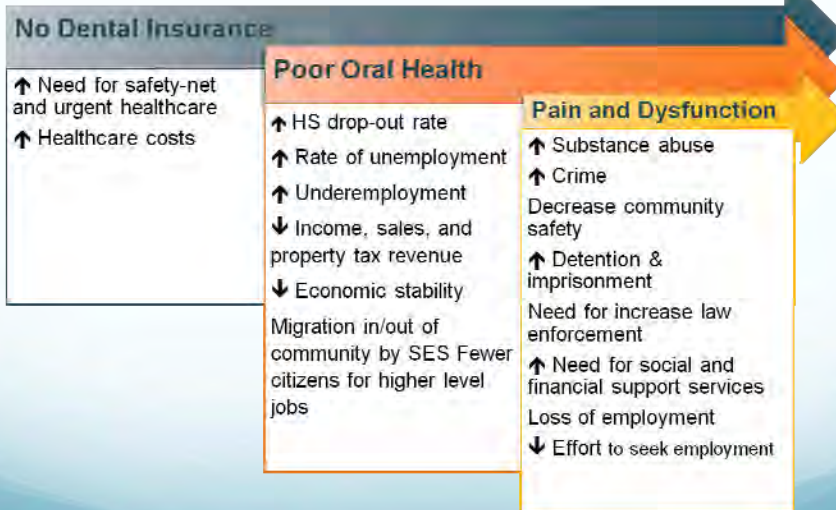 No Dental Insurance
↑ Need for safety-net
and urgent healthcare
↑ Healthcare costs
Poor Oral Health
↑ HS drop-out rate
↑ Rate of unemployment
↑ Underemployment
↓ Income, sales, and
property tax revenue
↓ Economic stability
Migration in/out of
community by SES Fewer
citizens for higher level
jobs
Pain and Dysfunction
↑ Substance abuse
↑ Crime
Decrease community
safety
↑ Detention &
imprisonment
Need for increase law
enforcement
↑ Need for social and
financial support services
Loss of employment
↓ Effort to seek employment